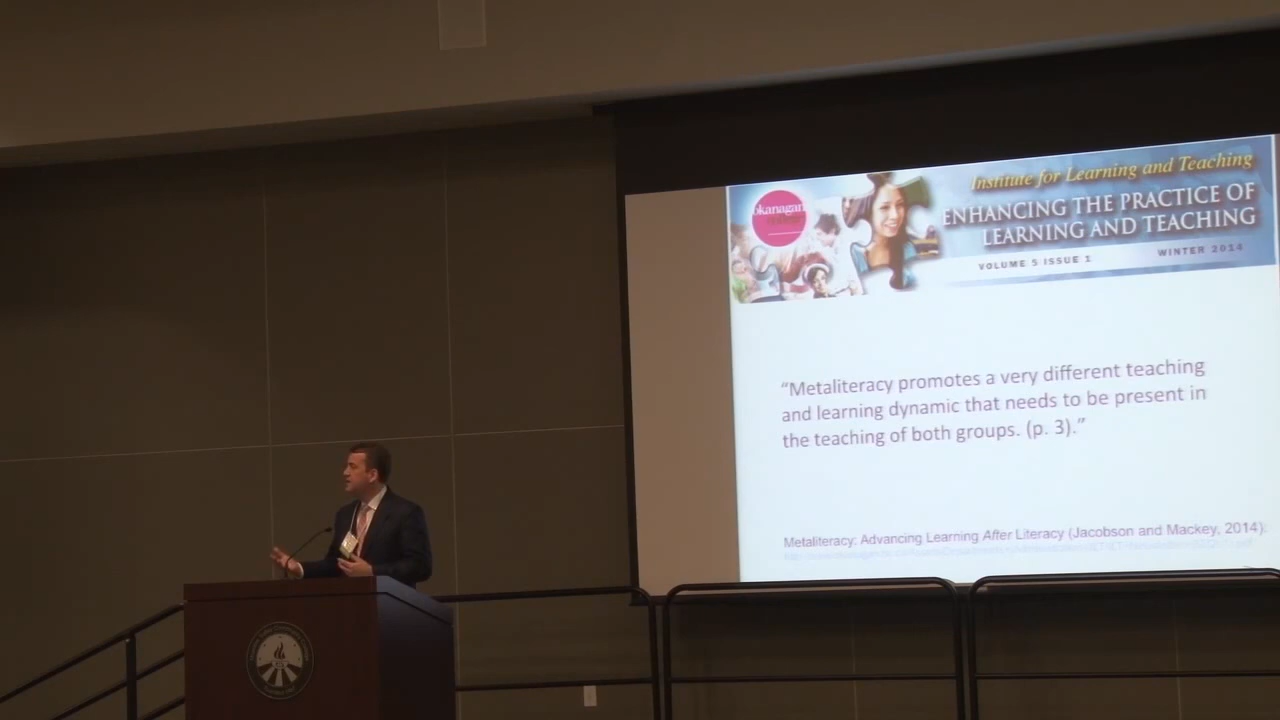 Institute for Learning and Teaching
okanagan
ENHANCING THE PRACTICE OF
LEARNING AND TEACHING
VOLUME 5 ISSUE 1 WINTER 2014
“Metaliteracy promotes a very different teaching
and learning dynamic that needs to be present in
the teaching of both groups. (p. 3).”
Metaliteracy: Advancing Learning After Literacy (Jacobson and Mackey, 2014).